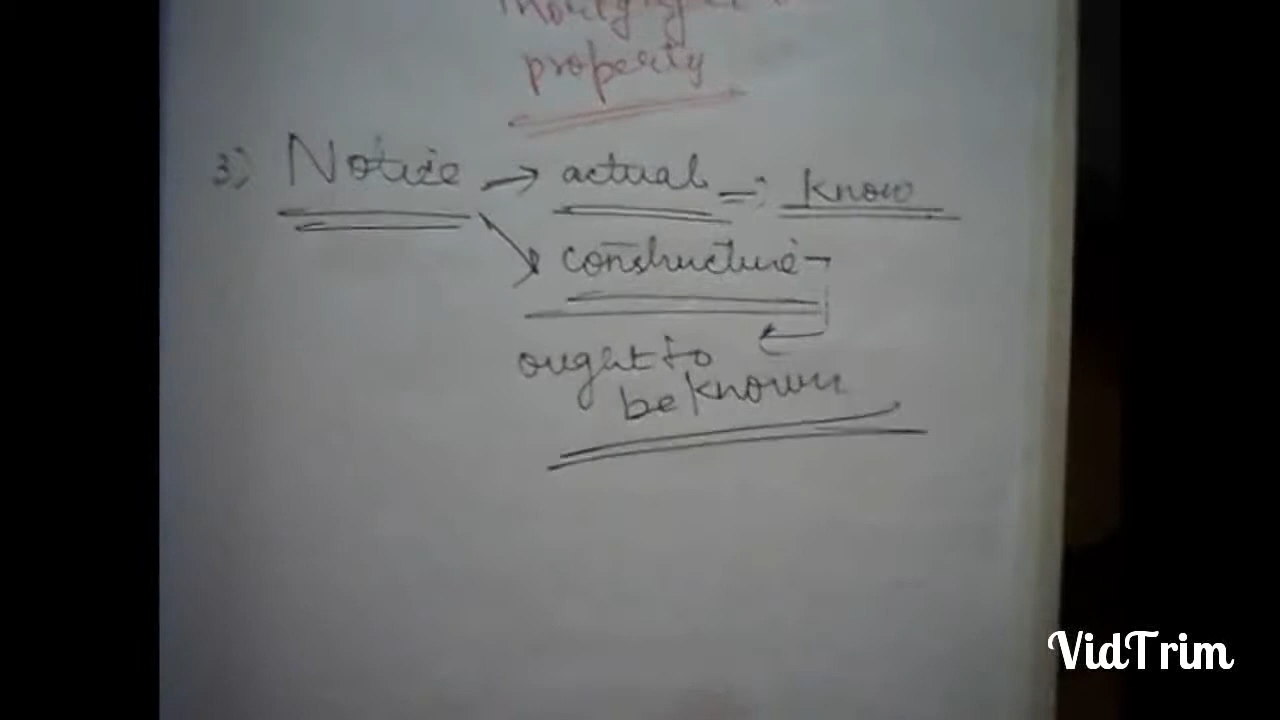 property
3) Notice → actual =: know
constructive
ought to
be known
VidTrim